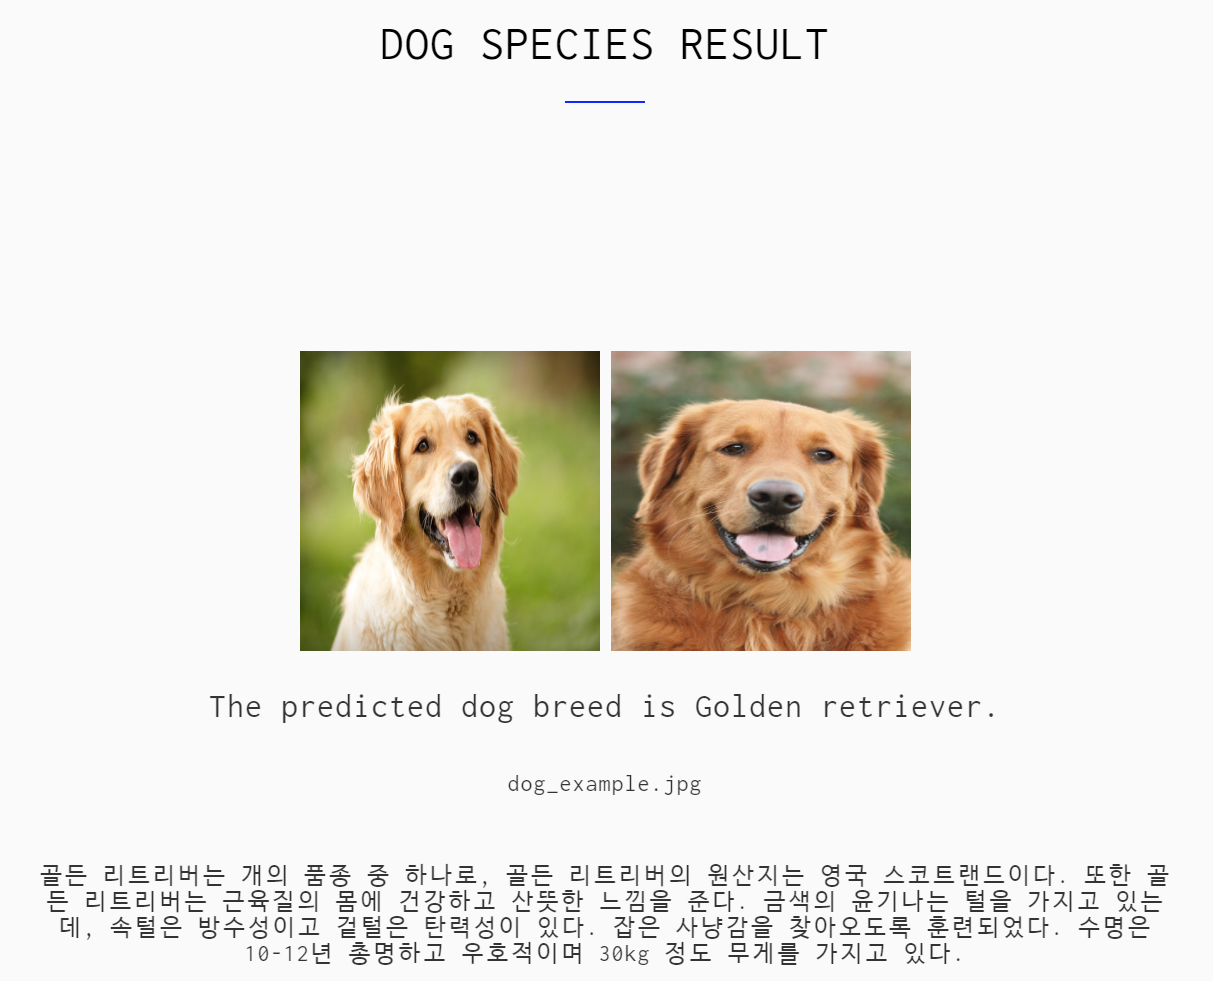 DOG SPECIES RESULT
The predicted dog breed is Golden retriever.
dog_example.jpg
골든 리트리버는 개의 품종 중 하나로, 골든 리트리버의 원산지는 영국 스코트랜드이다. 또한 골
든 리트리버는 근육질의 몸에 건강하고 산뜻한 느낌을 준다. 금색의 윤기나는 털을 가지고 있는
데, 속털은 방수성이고 겉털은 탄력성이 있다. 잡은 사냥감을 찾아오도록 훈련되었다. 수명은
10-12년 총명하고 우호적이며 30kg 정도 무게를 가지고 있다.